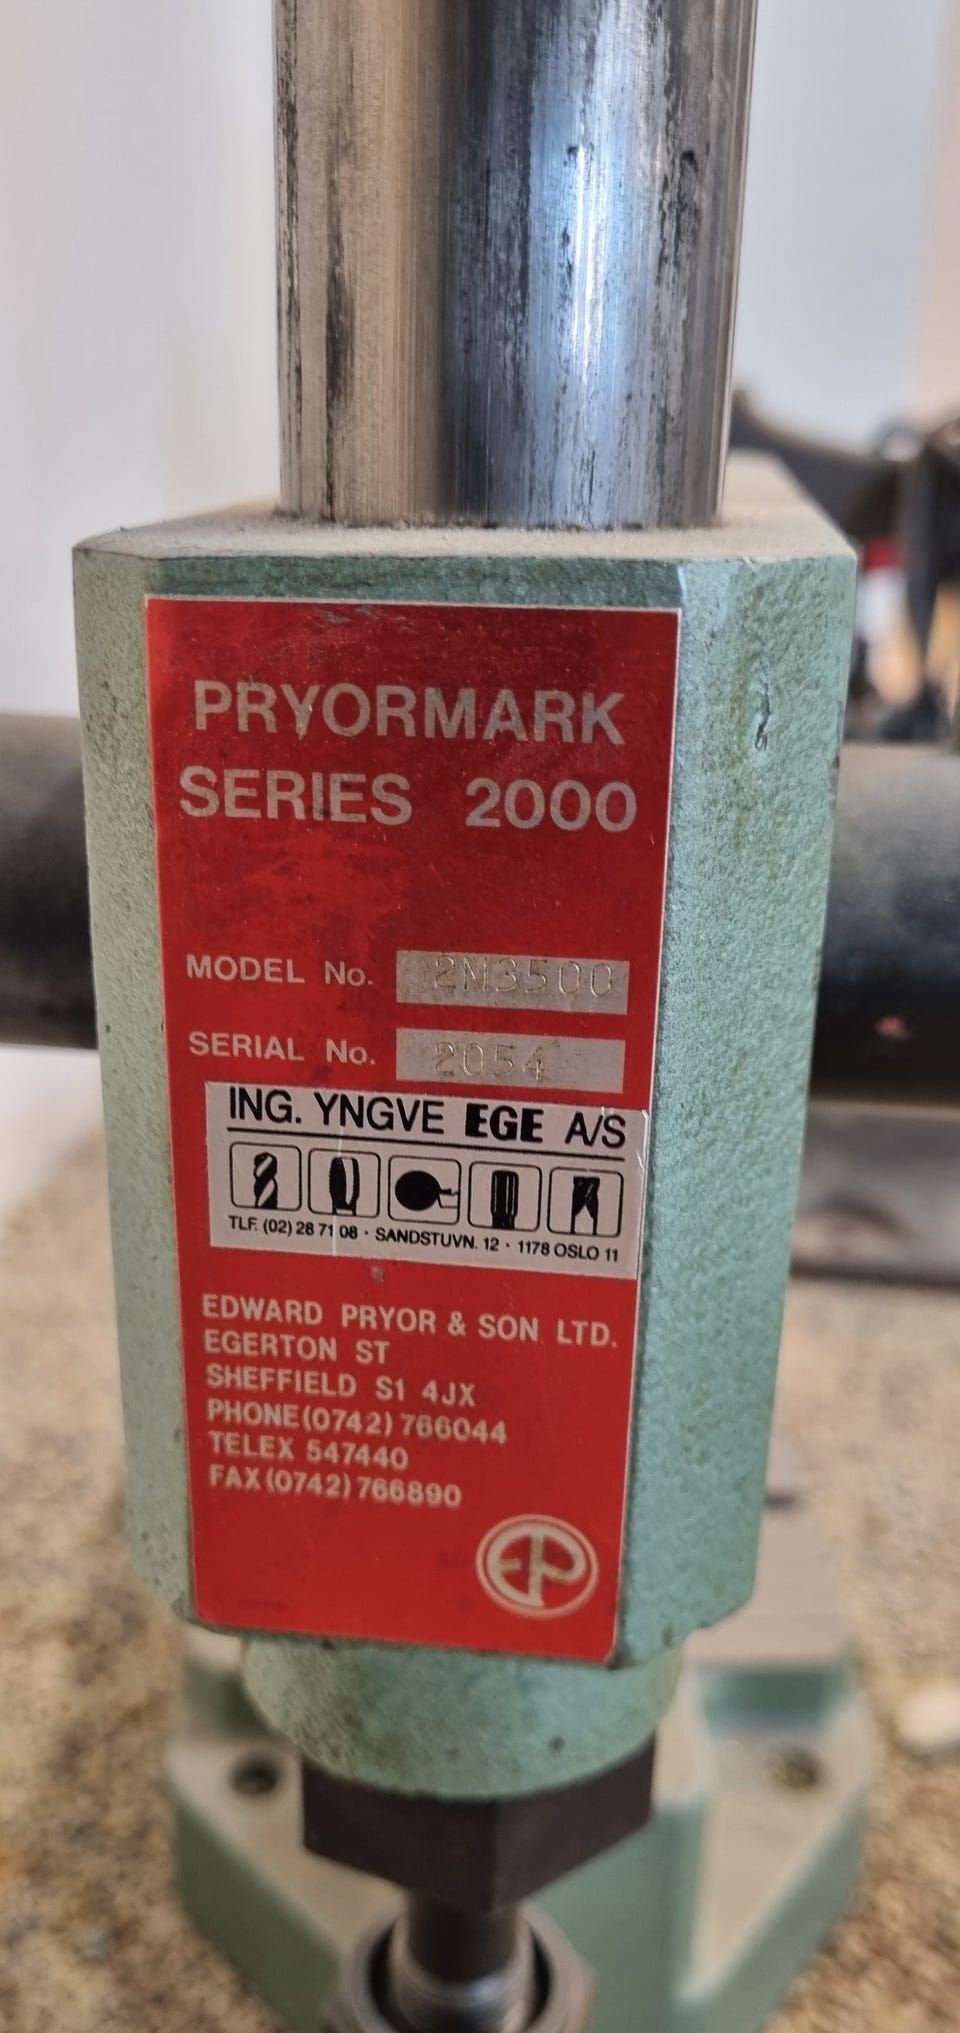 PRYORMARK
SERIES 2000
MODEL No. 2M3500
SERIAL No. 2054
ING. YNGVE EGE A/S
TLF. (02) 28 71 08 · SANDSTUVN. 12 · 1178 OSLO 11
EDWARD PRYOR & SON LTD.
EGERTON ST
SHEFFIELD S1 4JX
PHONE (0742) 766044
TELEX 547440
FAX (0742) 766890
EP